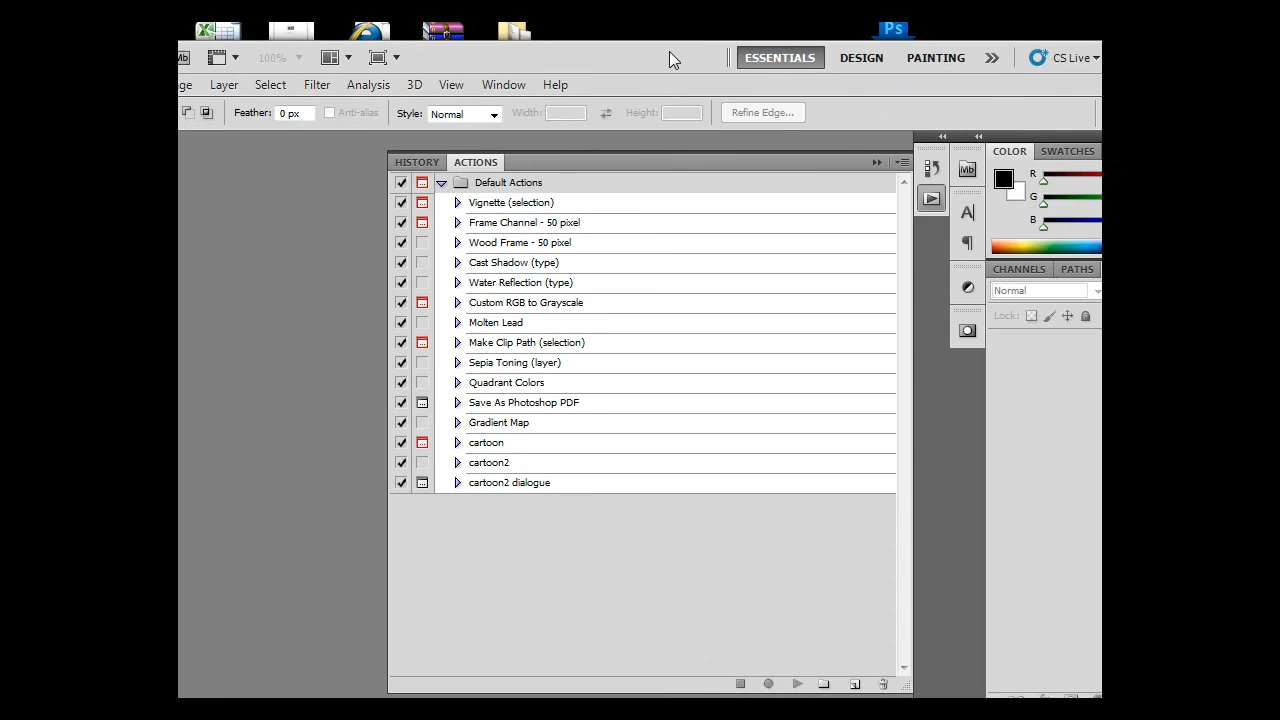 Ps
Mb 100% ESSENTIALS DESIGN PAINTING CS Live
ge Layer Select Filter Analysis 3D View Window Help
Feather: 0 px Anti-alias Style: Normal Width: Height: Refine Edge...
HISTORY ACTIONS
Default Actions
Vignette (selection)
Frame Channel - 50 pixel
Wood Frame - 50 pixel
Cast Shadow (type)
Water Reflection (type)
Custom RGB to Grayscale
Molten Lead
Make Clip Path (selection)
Sepia Toning (layer)
Quadrant Colors
Save As Photoshop PDF
Gradient Map
cartoon
cartoon2
cartoon2 dialogue
Mb
A
COLOR SWATCHES
R
G
B
CHANNELS PATHS
Normal
Lock: